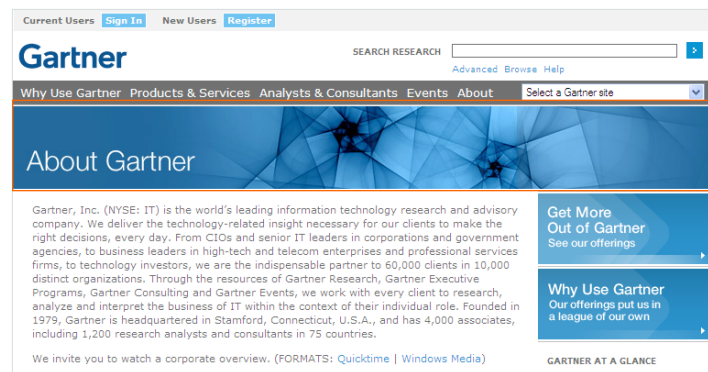 Current Users Sign In New Users Register
Gartner
SEARCH RESEARCH
Advanced Browse Help
Why Use Gartner Products & Services Analysts & Consultants Events About Select a Gartner site
About Gartner
Gartner, Inc. (NYSE: IT) is the world's leading information technology research and advisory
company. We deliver the technology-related insight necessary for our clients to make the
right decisions, every day. From CIOs and senior IT leaders in corporations and government
agencies, to business leaders in high-tech and telecom enterprises and professional services
firms, to technology investors, we are the indispensable partner to 60,000 clients in 10,000
distinct organizations. Through the resources of Gartner Research, Gartner Executive
Programs, Gartner Consulting and Gartner Events, we work with every client to research,
analyze and interpret the business of IT within the context of their individual role. Founded in
1979, Gartner is headquartered in Stamford, Connecticut, U.S.A., and has 4,000 associates,
including 1,200 research analysts and consultants in 75 countries.
We invite you to watch a corporate overview. (FORMATS: Quicktime | Windows Media)
Get More
Out of Gartner
See our offerings
Why Use Gartner
Our offerings put us in
a league of our own
GARTNER AT A GLANCE